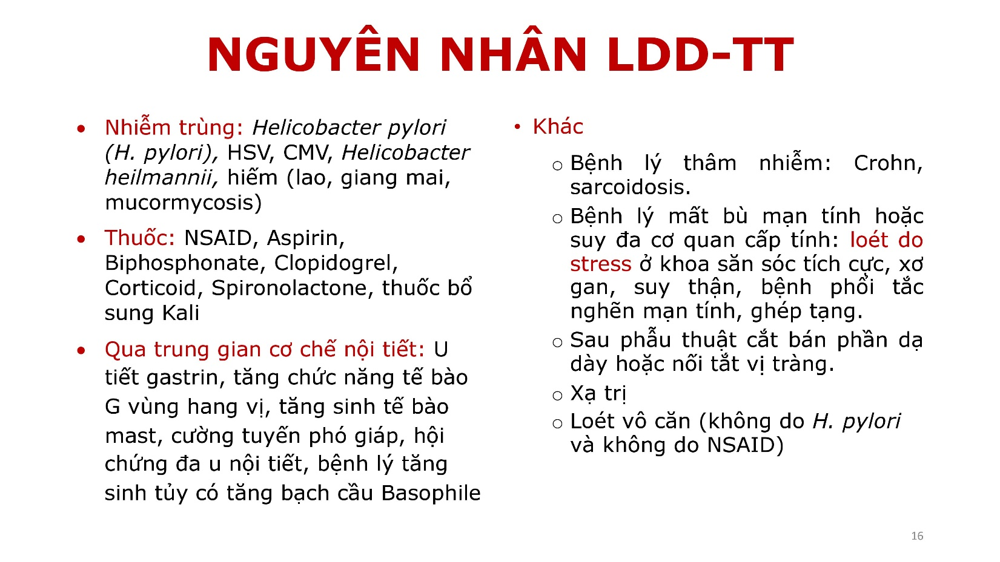 NGUYÊN NHÂN LDD-TT
• Nhiễm trùng: Helicobacter pylori
(H. pylori), HSV, CMV, Helicobacter
heilmannii, hiếm (lao, giang mai,
mucormycosis)
• Thuốc: NSAID, Aspirin,
Biphosphonate, Clopidogrel,
Corticoid, Spironolactone, thuốc bổ
sung Kali
• Qua trung gian cơ chế nội tiết: U
tiết gastrin, tăng chức năng tế bào
G vùng hang vị, tăng sinh tế bào
mast, cường tuyến phó giáp, hội
chứng đa u nội tiết, bệnh lý tăng
sinh tủy có tăng bạch cầu Basophile
• Khác
o Bệnh lý thâm nhiễm: Crohn,
sarcoidosis.
o Bệnh lý mất bù mạn tính hoặc
suy đa cơ quan cấp tính: loét do
stress ở khoa săn sóc tích cực, xơ
gan, suy thận, bệnh phổi tắc
nghẽn mạn tính, ghép tạng.
o Sau phẫu thuật cắt bán phần dạ
dày hoặc nối tắt vị tràng.
o Xạ trị
o Loét vô căn (không do H. pylori
và không do NSAID)
16